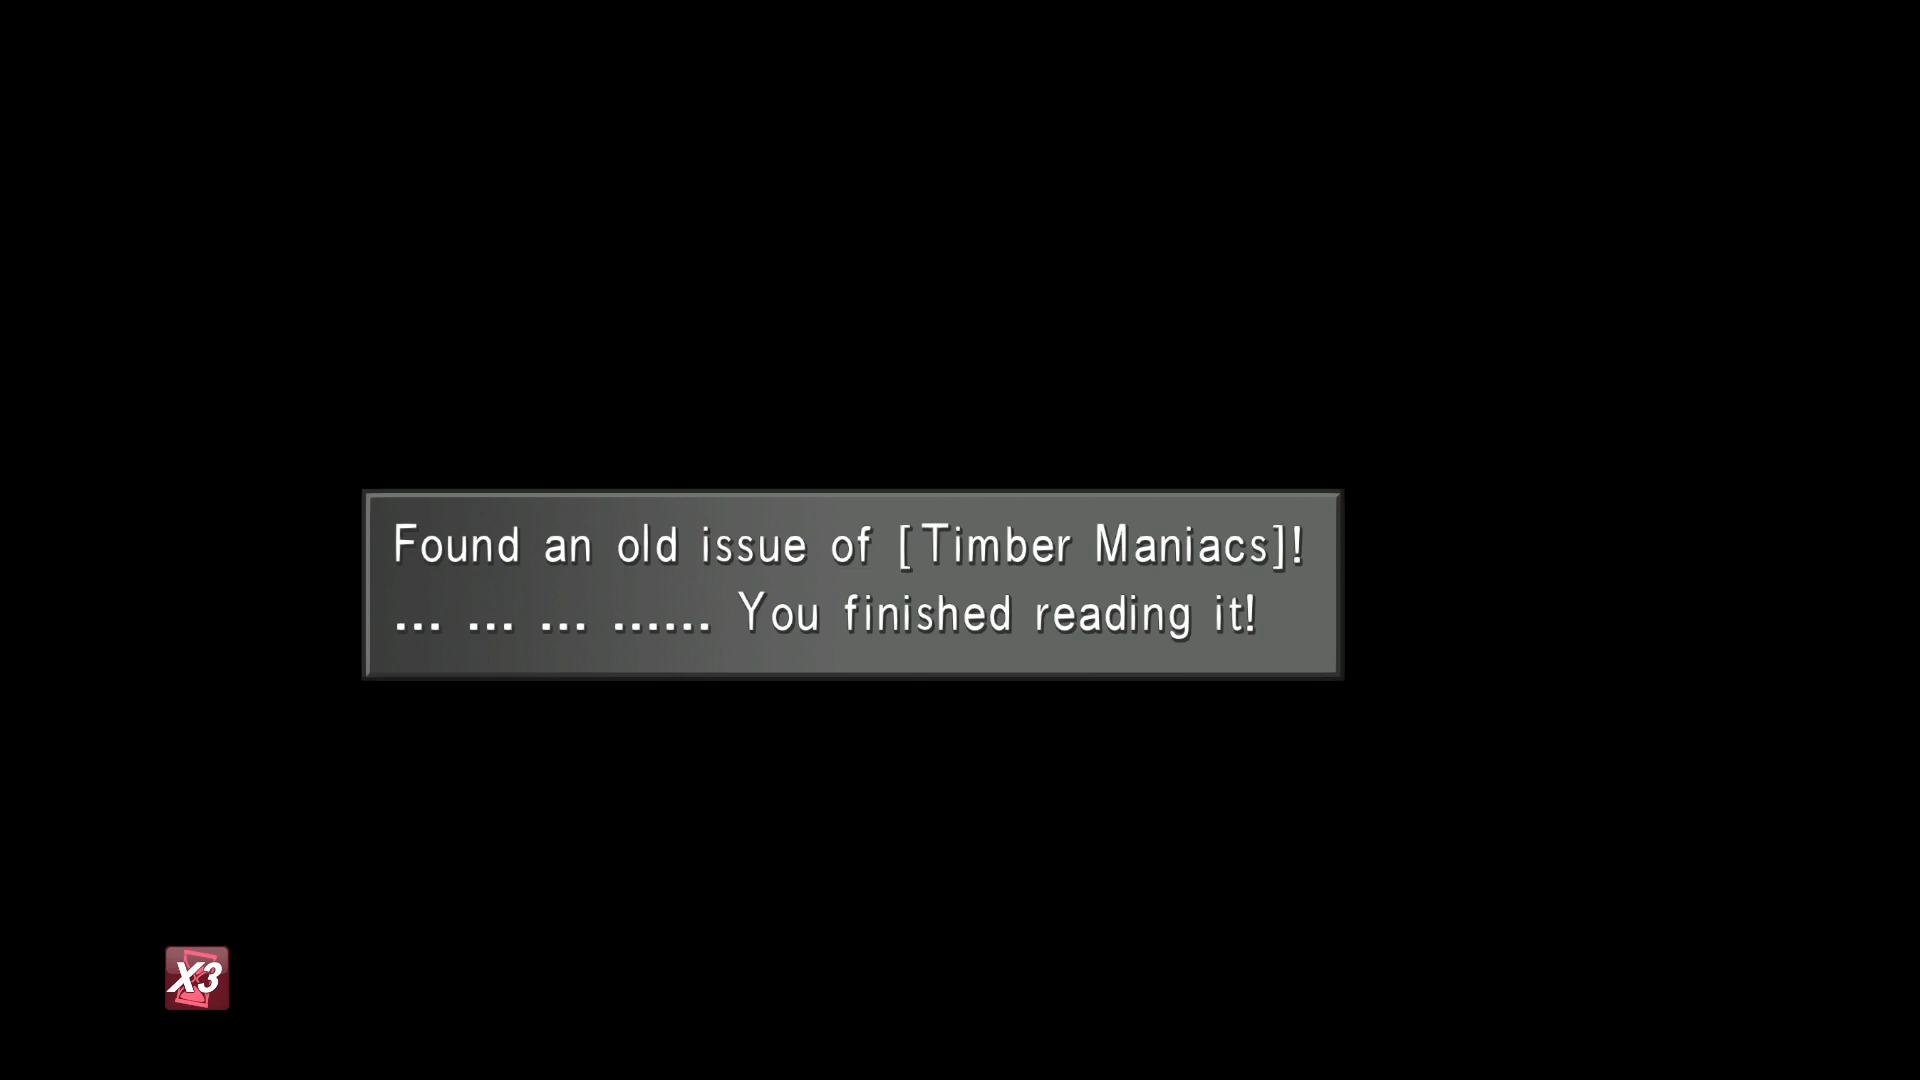 Found an old issue of [Timber Maniacs]!
... ... ... ...... You finished reading it!
X3